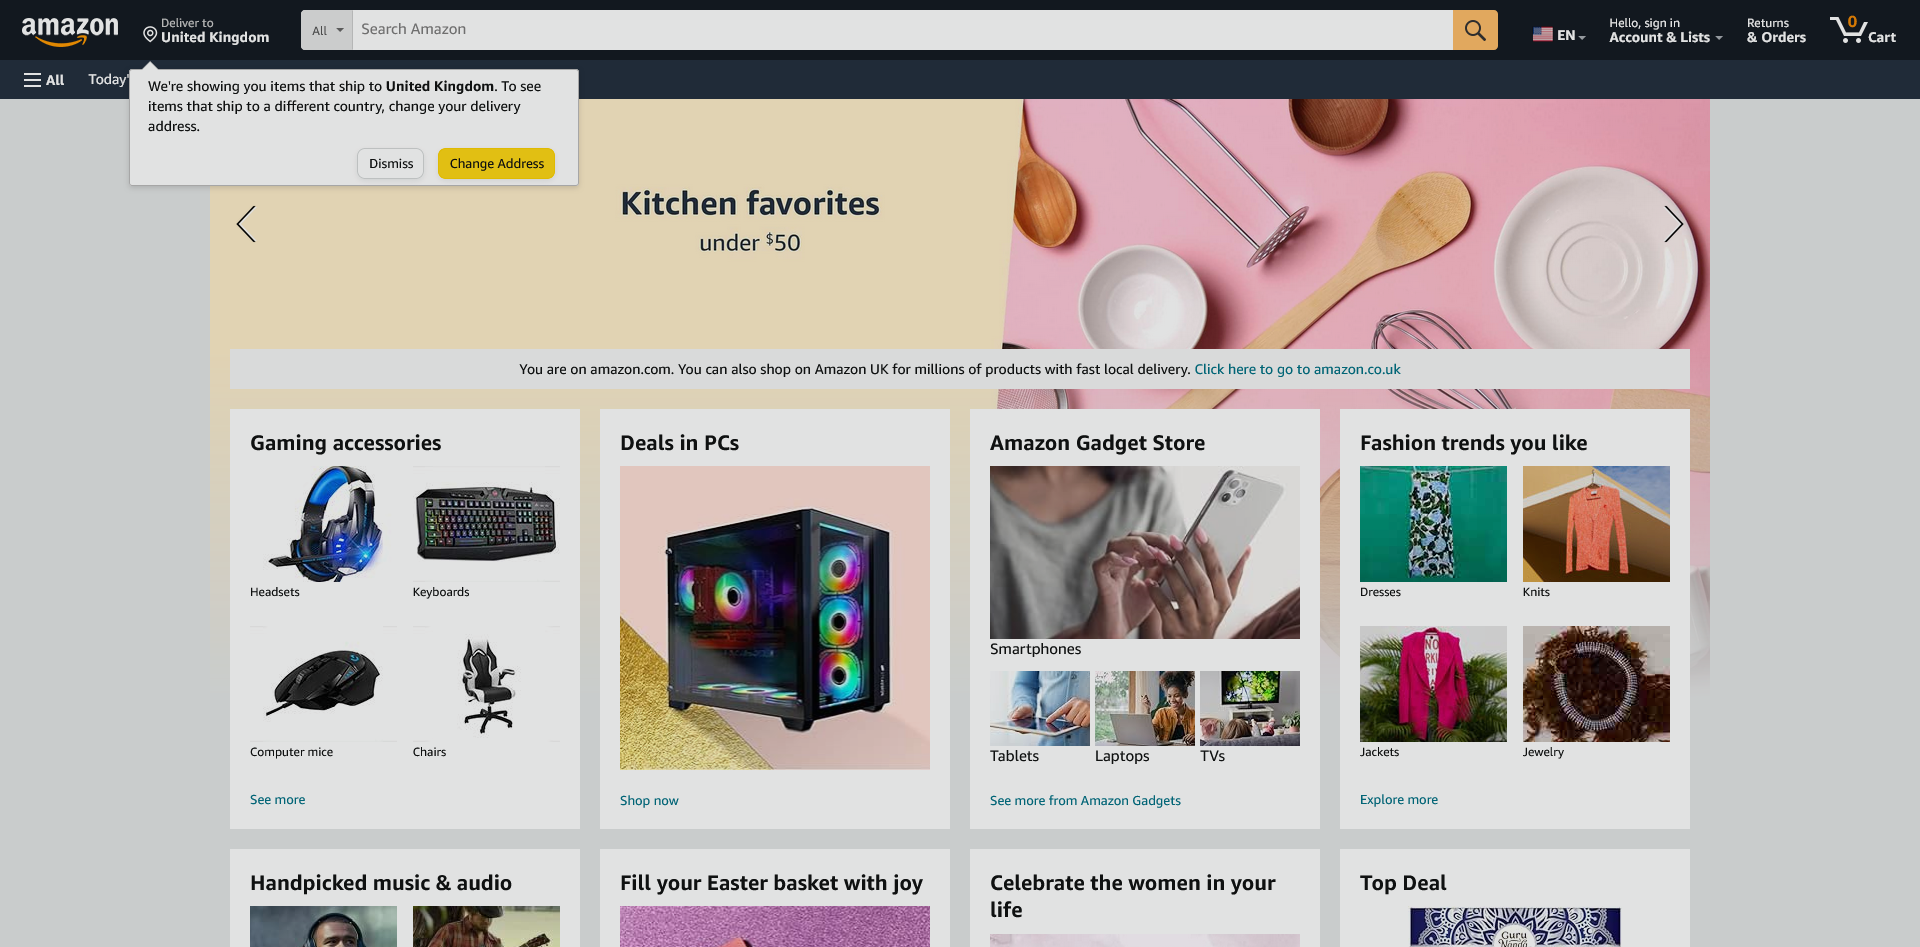 amazon
Deliver to
United Kingdom
All
Search Amazon
EN
Hello, sign in
Account & Lists
Returns
& Orders
0
Cart
All
Today'
We're showing you items that ship to United Kingdom. To see
items that ship to a different country, change your delivery
address.
Dismiss
Change Address
Kitchen favorites
under $50
You are on amazon.com. You can also shop on Amazon UK for millions of products with fast local delivery. Click here to go to amazon.co.uk
Gaming accessories
Headsets
Keyboards
Computer mice
Chairs
See more
Deals in PCs
Shop now
Amazon Gadget Store
Smartphones
Tablets
Laptops
TVs
See more from Amazon Gadgets
Fashion trends you like
Dresses
Knits
NO
Jackets
Jewelry
Explore more
Handpicked music & audio
Fill your Easter basket with joy
Celebrate the women in your
life
Top Deal
Guru
Nanda